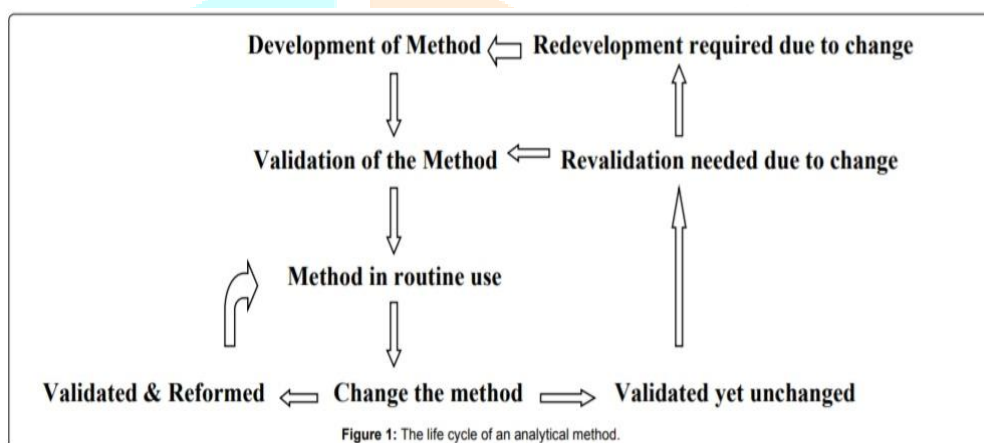 Development of Method Redevelopment required due to change
Validation of the Method Revalidation needed due to change
Method in routine use
Validated & Reformed Change the method Validated yet unchanged
Figure 1: The life cycle of an analytical method.